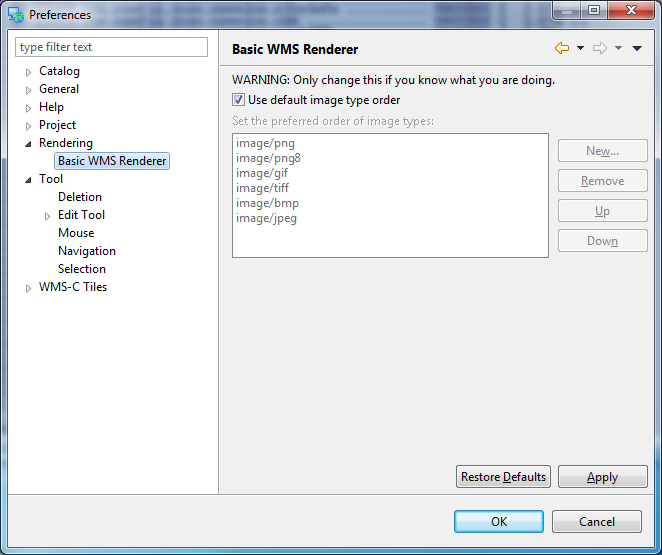 Preferences
type filter text
Catalog
General
Help
Project
Rendering
Basic WMS Renderer
Tool
Deletion
Edit Tool
Mouse
Navigation
Selection
WMS-C Tiles
Basic WMS Renderer
WARNING: Only change this if you know what you are doing.
Use default image type order
Set the preferred order of image types:
image/png
image/png8
image/gif
image/tiff
image/bmp
image/jpeg
New...
Remove
Up
Down
Restore Defaults
Apply
OK
Cancel